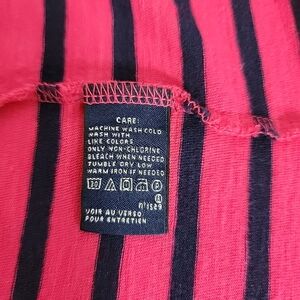 CARE:
MACHINE WASH COLD
WASH WITH
LIKE COLORS
ONLY NON-CHLORINE
BLEACH WHEN NEEDED
TUMBLE DRY LOW
WARM IRON IF NEEDED
VOIR AU VERSO
POUR ENTRETIEN